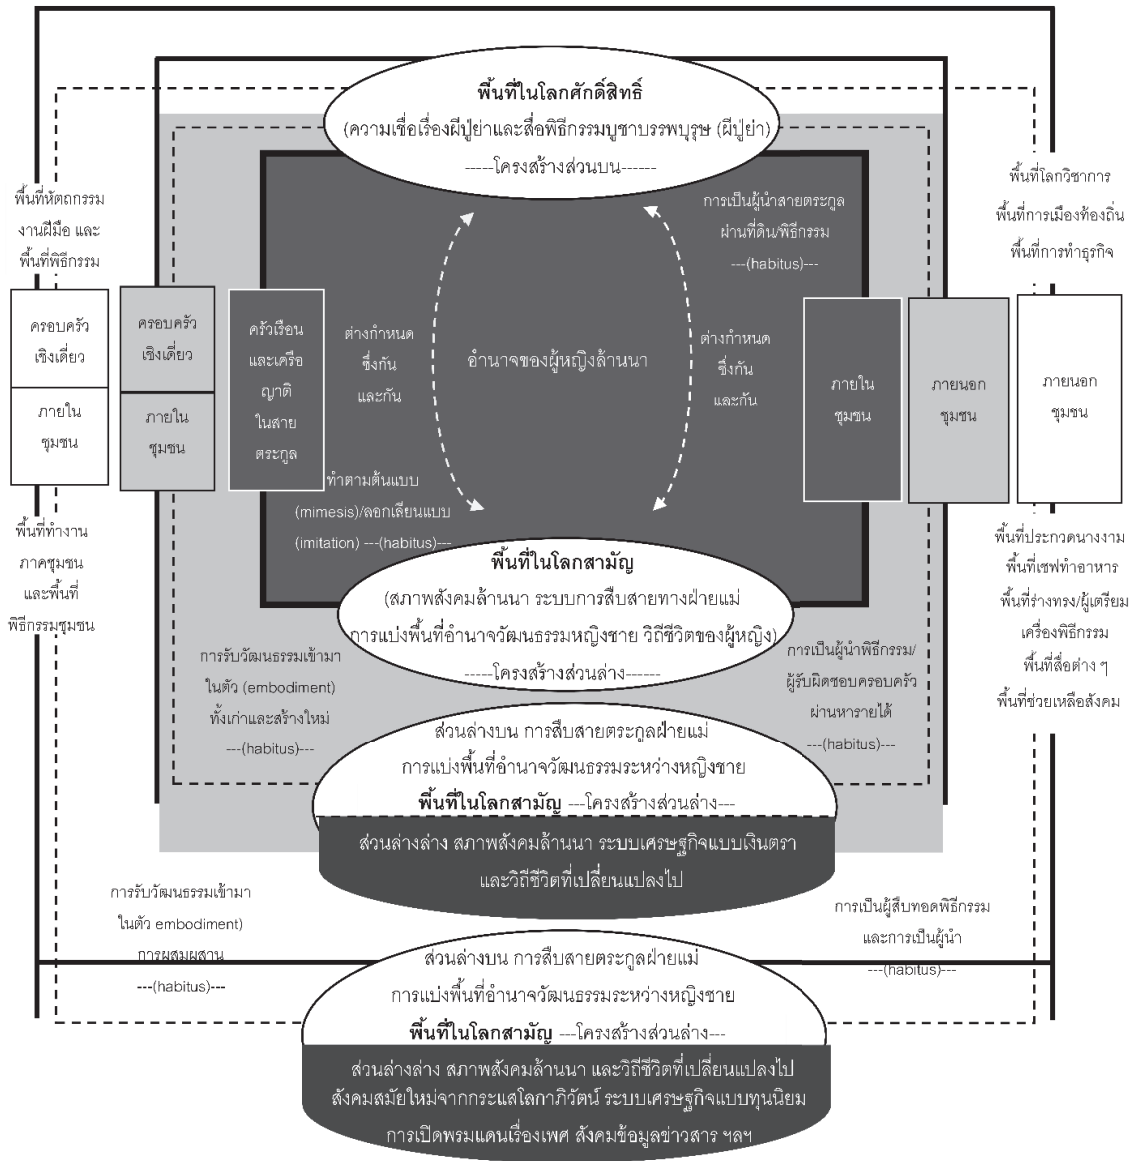 พื้นที่ในโลกศักดิ์สิทธิ์
(ความเชื่อเรื่องผีปู่ย่าและสื่อพิธีกรรมบูชาบรรพบุรุษ (ผีปู่ย่า)
-----โครงสร้างส่วนบน------
พื้นที่หัตถกรรม
งานฝีมือ และ
พื้นที่พิธีกรรม
การเป็นผู้นำสายตระกูล
ผ่านที่ดิน/พิธีกรรม
---(habitus)---
พื้นที่โลกวิชาการ
พื้นที่การเมืองท้องถิ่น
พื้นที่การทำธุรกิจ
ครอบครัว
เชิงเดี่ยว
ภายใน
ชุมชน
ครอบครัว
เชิงเดี่ยว
ภายใน
ชุมชน
ครัวเรือน
และเครือ
ญาติ
ในสาย
ตระกูล
ต่างกำหนด
ซึ่งกัน
และกัน
อำนาจของผู้หญิงล้านนา
ต่างกำหนด
ซึ่งกัน
และกัน
ภายใน
ชุมชน
ภายนอก
ชุมชน
ภายนอก
ชุมชน
ทำตามต้นแบบ
(mimesis)/ลอกเลียนแบบ
(imitation) ---(habitus)---
พื้นที่ทำงาน
ภาคชุมชน
และพื้นที่
พิธีกรรมชุมชน
พื้นที่ประกวดนางงาม
พื้นที่เชฟทำอาหาร
พื้นที่ร่างทรง/ผู้เตรียม
เครื่องพิธีกรรม
พื้นที่สื่อต่าง ๆ
พื้นที่ช่วยเหลือสังคม
พื้นที่ในโลกสามัญ
(สภาพสังคมล้านนา ระบบการสืบสายทางฝ่ายแม่
การแบ่งพื้นที่อำนาจวัฒนธรรมหญิงชาย วิถีชีวิตของผู้หญิง)
-----โครงสร้างส่วนล่าง------
การรับวัฒนธรรมเข้ามา
ในตัว (embodiment)
ทั้งเก่าและสร้างใหม่
---(habitus)---
การเป็นผู้นำพิธีกรรม/
ผู้รับผิดชอบครอบครัว
ผ่านหารายได้
---(habitus)---
ส่วนล่างบน การสืบสายตระกูลฝ่ายแม่
การแบ่งพื้นที่อำนาจวัฒนธรรมระหว่างหญิงชาย
พื้นที่ในโลกสามัญ ---โครงสร้างส่วนล่าง---
ส่วนล่างล่าง สภาพสังคมล้านนา ระบบเศรษฐกิจแบบเงินตรา
และวิถีชีวิตที่เปลี่ยนแปลงไป
การรับวัฒนธรรมเข้ามา
ในตัว embodiment)
การผสมผสาน
---(habitus)---
การเป็นผู้สืบทอดพิธีกรรม
และการเป็นผู้นำ
---(habitus)---
ส่วนล่างบน การสืบสายตระกูลฝ่ายแม่
การแบ่งพื้นที่อำนาจวัฒนธรรมระหว่างหญิงชาย
พื้นที่ในโลกสามัญ ---โครงสร้างส่วนล่าง---
ส่วนล่างล่าง สภาพสังคมล้านนา และวิถีชีวิตที่เปลี่ยนแปลงไป
สังคมสมัยใหม่จากกระแสโลกาภิวัตน์ ระบบเศรษฐกิจแบบทุนนิยม
การเปิดพรมแดนเรื่องเพศ สังคมข้อมูลข่าวสาร ฯลฯ